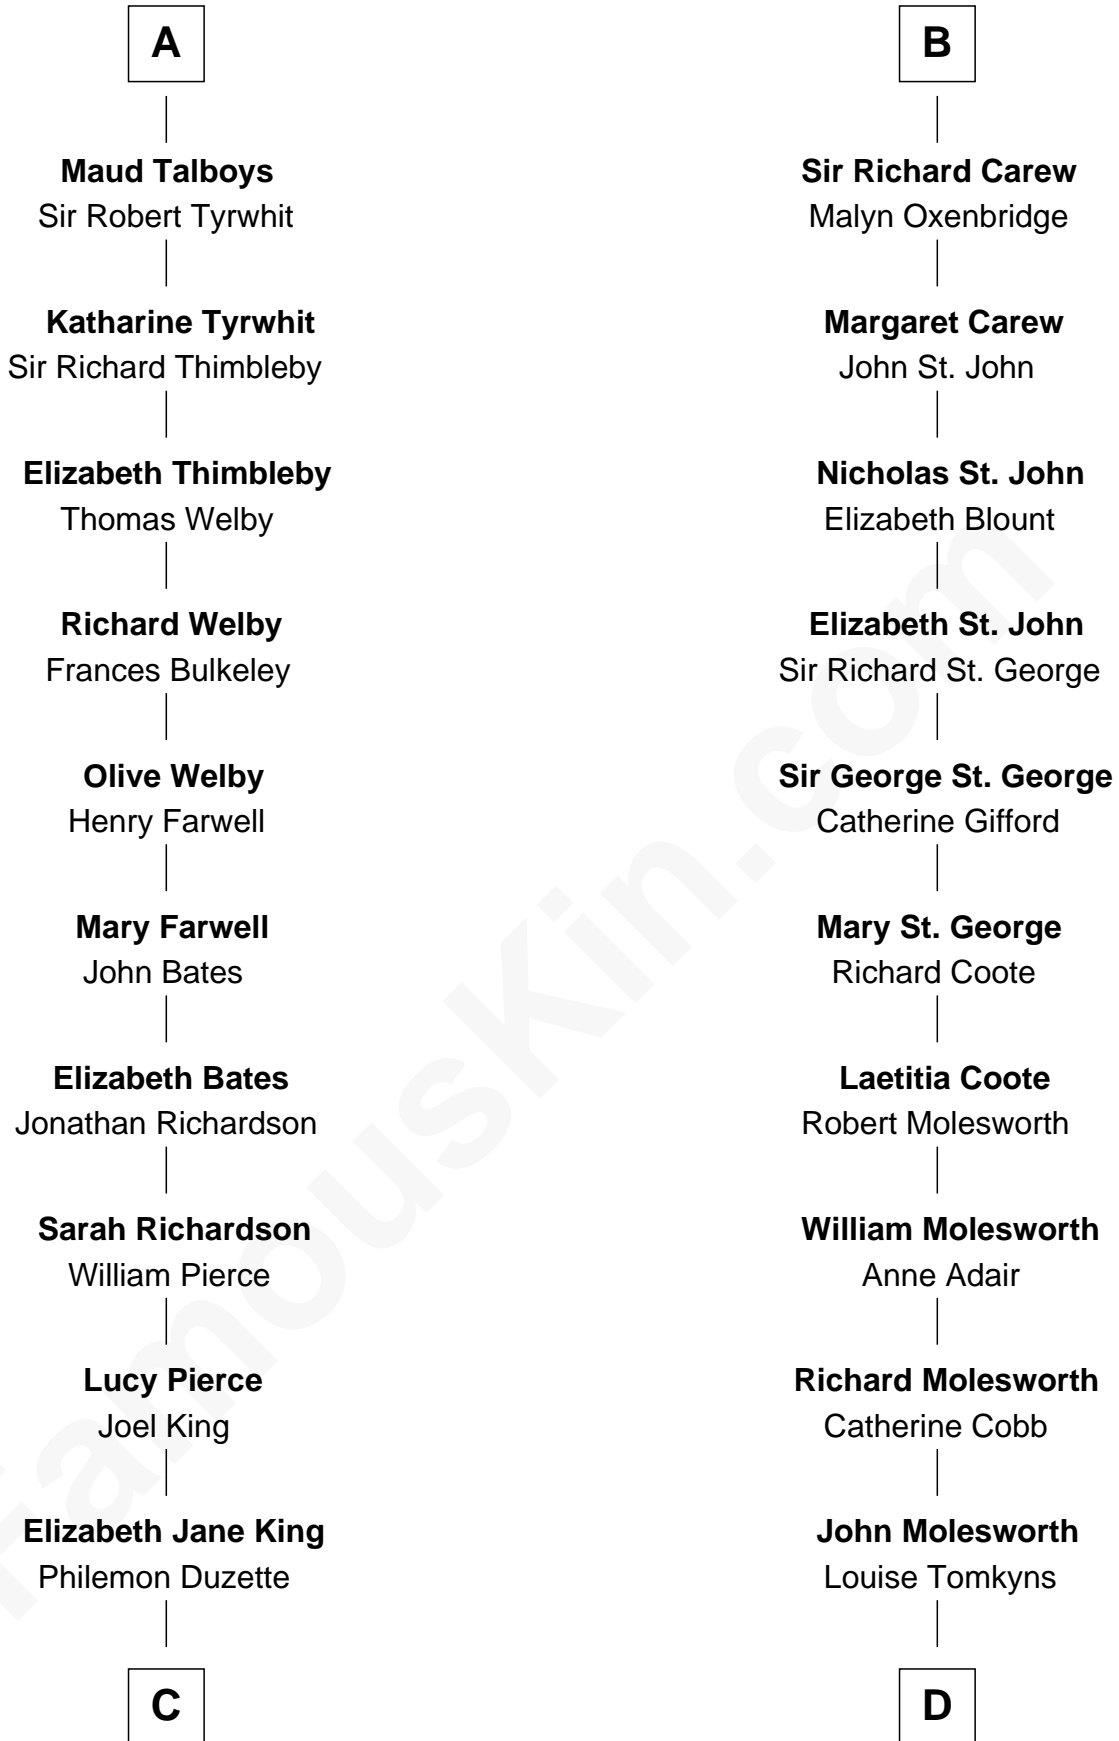 A
Maud Talboys
Sir Robert Tyrwhit
Katharine Tyrwhit
Sir Richard Thimbleby
Elizabeth Thimbleby
Thomas Welby
Richard Welby
Frances Bulkeley
Olive Welby
Henry Farwell
Mary Farwell
John Bates
Elizabeth Bates
Jonathan Richardson
Sarah Richardson
William Pierce
Lucy Pierce
Joel King
Elizabeth Jane King
Philemon Duzette
C
B
Sir Richard Carew
Malyn Oxenbridge
Margaret Carew
John St. John
Nicholas St. John
Elizabeth Blount
Elizabeth St. John
Sir Richard St. George
Sir George St. George
Catherine Gifford
Mary St. George
Richard Coote
Laetitia Coote
Robert Molesworth
William Molesworth
Anne Adair
Richard Molesworth
Catherine Cobb
John Molesworth
Louise Tomkyns
D
FamousKin.com